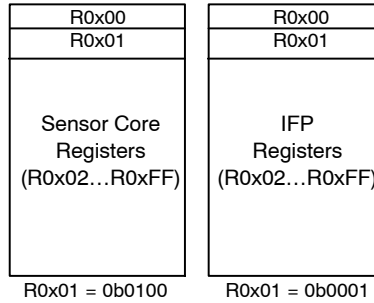 R0x00
R0x01
Sensor Core
Registers
(R0x02...R0xFF)
R0x01 = 0b0100
R0x00
R0x01
IFP
Registers
(R0x02...R0xFF)
R0x01 = 0b0001